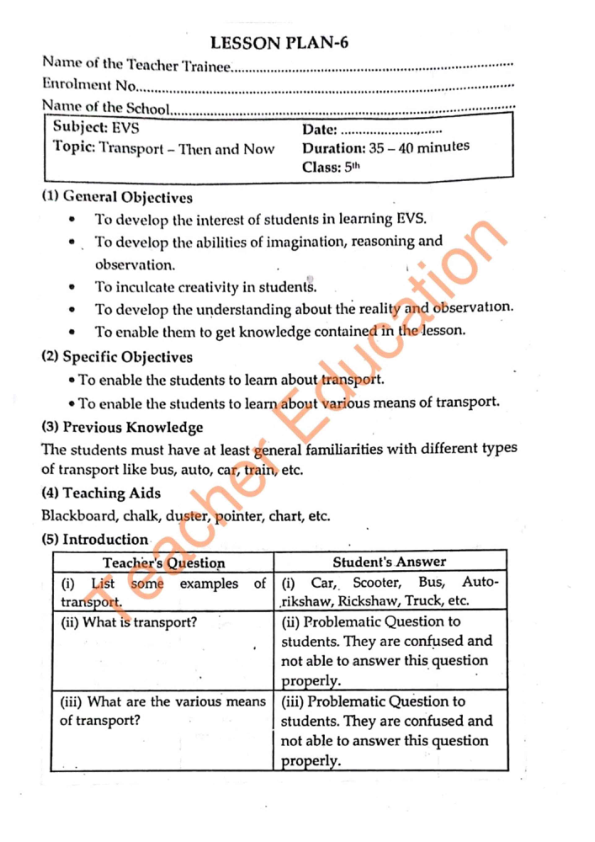 LESSON PLAN-6
Name of the Teacher Trainee........................................................................
Enrolment No.........................................................................................
Name of the School...................................................................................
Subject: EVS
Date: .............................
Topic: Transport – Then and Now
Duration: 35 – 40 minutes
Class: 5th
(1) General Objectives
• To develop the interest of students in learning EVS.
• To develop the abilities of imagination, reasoning and
observation.
• To inculcate creativity in students.
• To develop the understanding about the reality and observation.
• To enable them to get knowledge contained in the lesson.
(2) Specific Objectives
• To enable the students to learn about transport.
• To enable the students to learn about various means of transport.
(3) Previous Knowledge
The students must have at least general familiarities with different types
of transport like bus, auto, car, train, etc.
(4) Teaching Aids
Blackboard, chalk, duster, pointer, chart, etc.
(5) Introduction
Teacher's Question
Student's Answer
(i) List some examples of
transport.
(i) Car, Scooter, Bus, Auto-
rikshaw, Rickshaw, Truck, etc.
(ii) What is transport?
(ii) Problematic Question to
students. They are confused and
not able to answer this question
properly.
(iii) What are the various means
of transport?
(iii) Problematic Question to
students. They are confused and
not able to answer this question
properly.
Teacher Education